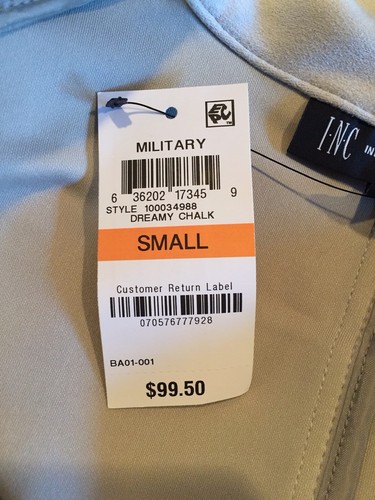 MILITARY
6 36202 17345 9
STYLE 100034988
DREAMY CHALK
SMALL
Customer Return Label
070576777928
BA01-001
$99.50
I·N·C